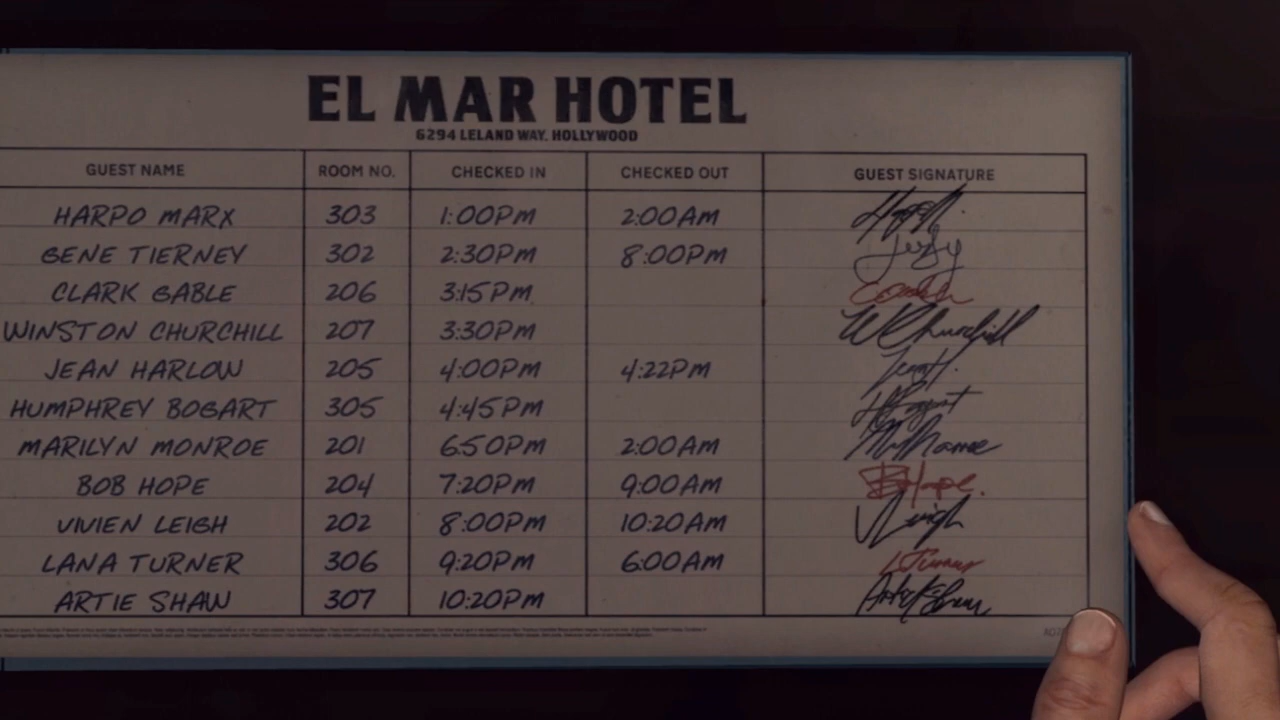 EL MAR HOTEL
6294 LELAND WAY, HOLLYWOOD
GUEST NAME ROOM NO. CHECKED IN CHECKED OUT GUEST SIGNATURE
HARPO MARX 303 1:00PM 2:00AM
GENE TIERNEY 302 2:30PM 8:00PM
CLARK GABLE 206 3:15PM
WINSTON CHURCHILL 207 3:30PM WChurchill
JEAN HARLOW 205 4:00PM 4:22PM
HUMPHREY BOGART 305 4:45PM
MARILYN MONROE 201 6:50PM 2:00AM
BOB HOPE 204 7:20PM 9:00AM BHope.
VIVIEN LEIGH 202 8:00PM 10:20AM VLeigh
LANA TURNER 306 9:20PM 6:00AM LTurner
ARTIE SHAW 307 10:20PM